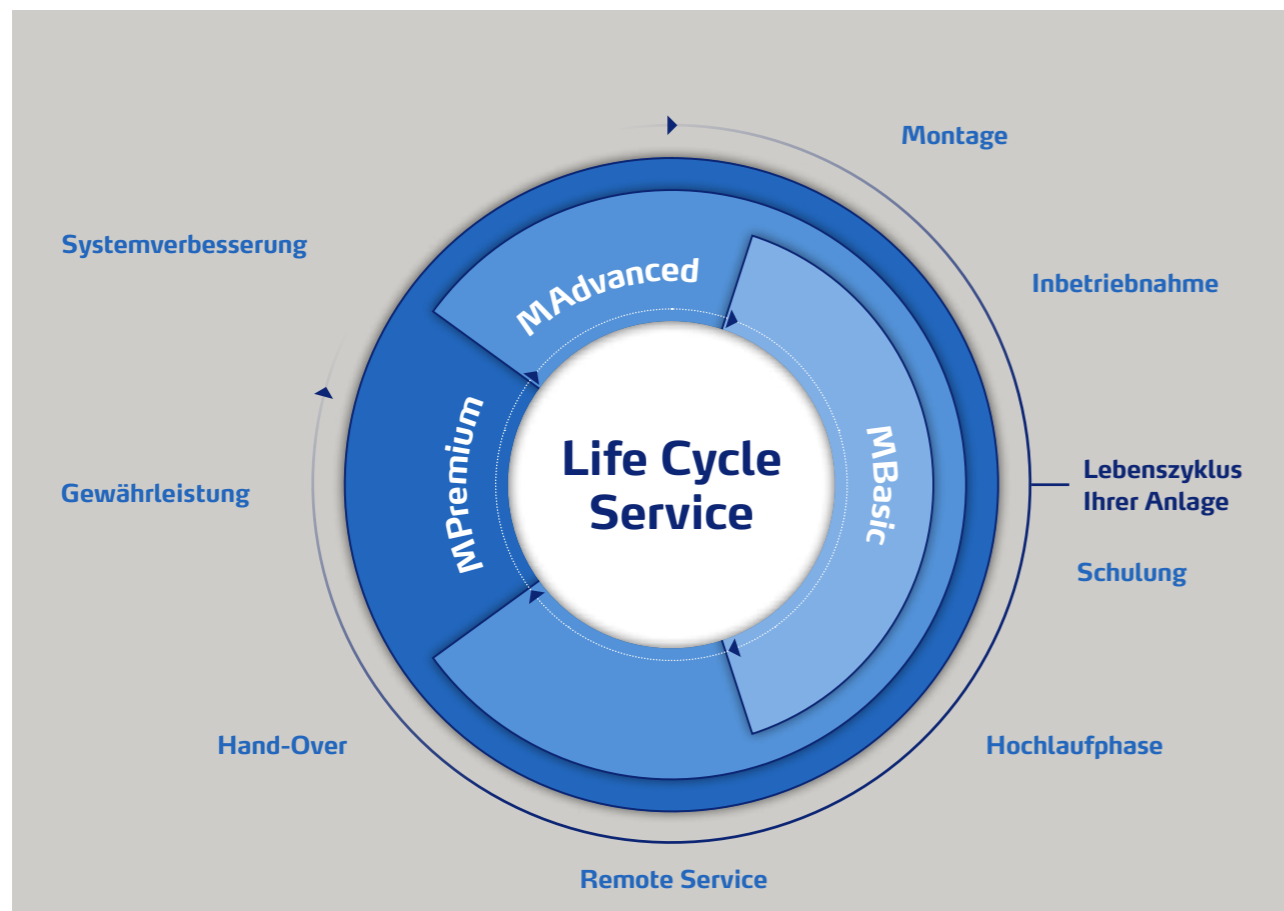 Montage
Systemverbesserung
Inbetriebnahme
MAdvanced
MPremium
MBasic
Life Cycle
Service
Lebenszyklus
Ihrer Anlage
Gewährleistung
Schulung
Hand-Over
Hochlaufphase
Remote Service